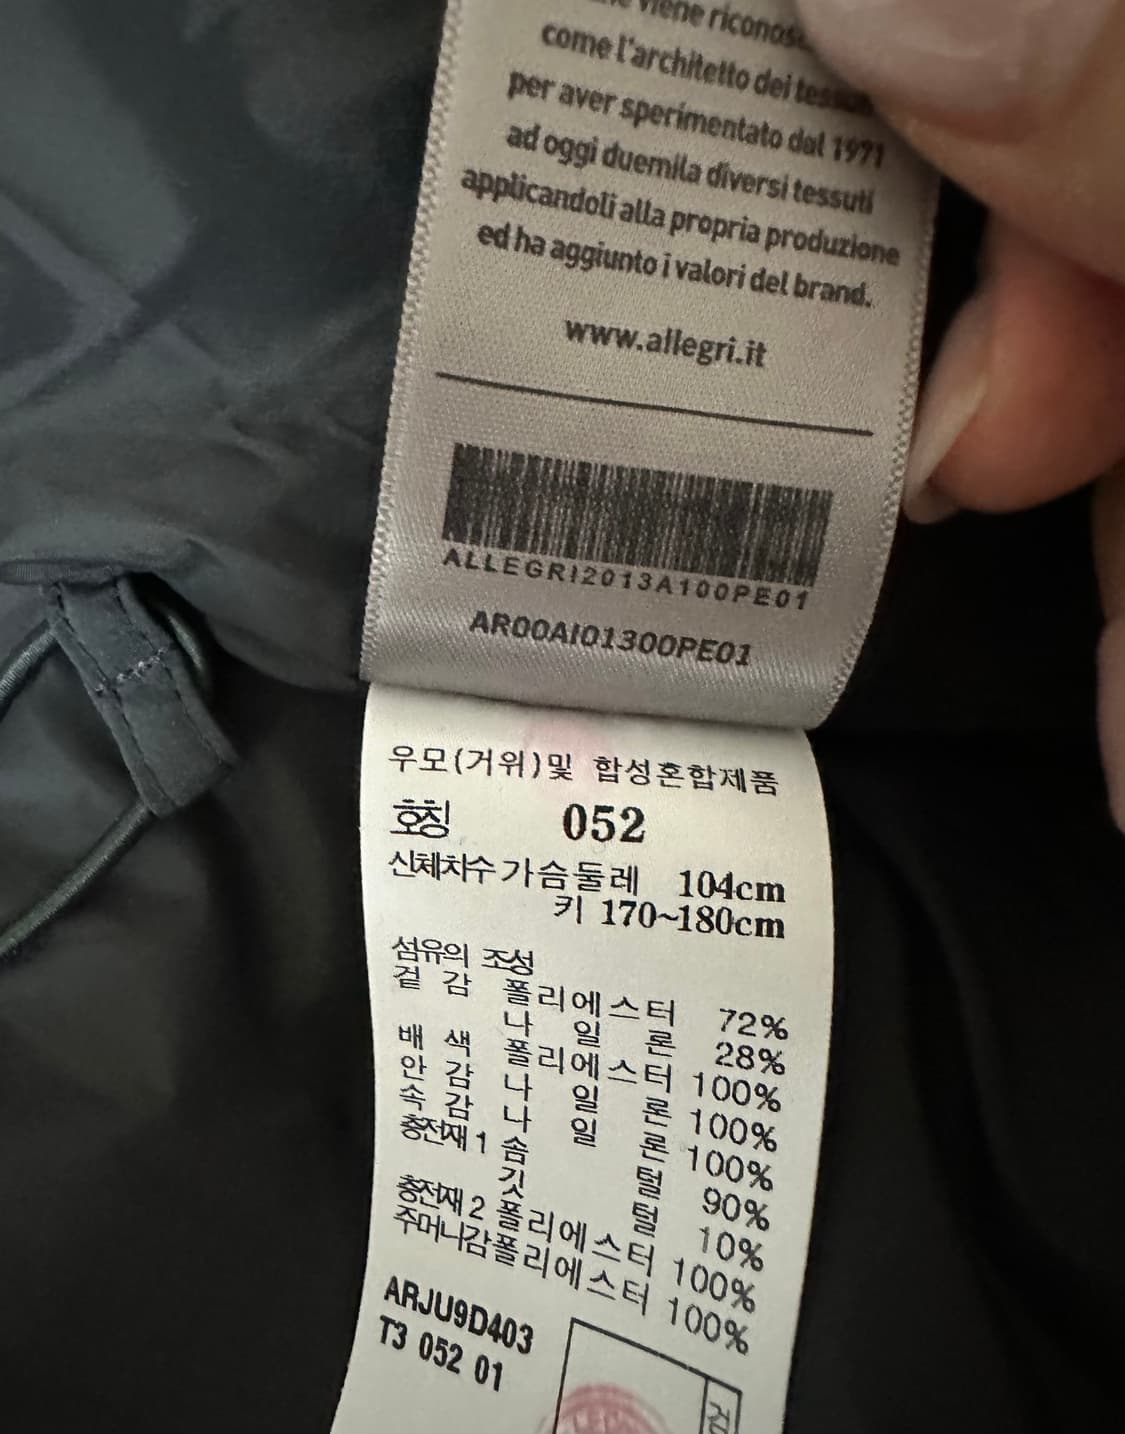 viene riconos
come l'architetto dei
per aver sperimentato dal 1971
ad oggi duemila diversi tessuti
applicandoli alla propria produzione
ed ha aggiunto i valori del brand.
www.allegri.it
ALLEGRI2013A100PE01
AR00AI01300PE01
우모(거위)및 합성혼합제품
호칭 052
신체치수 가슴둘레 104cm
키 170~180cm
섬유의 조성
겉감 폴리에스터 72%
나일론 28%
배색 폴리에스터 100%
안감 나일론 100%
속감 나일론 100%
충전재1 솜털 90%
깃털 10%
충전재2 폴리에스터 100%
주머니감 폴리에스터 100%
ARJU9D403
T3 052 01
검